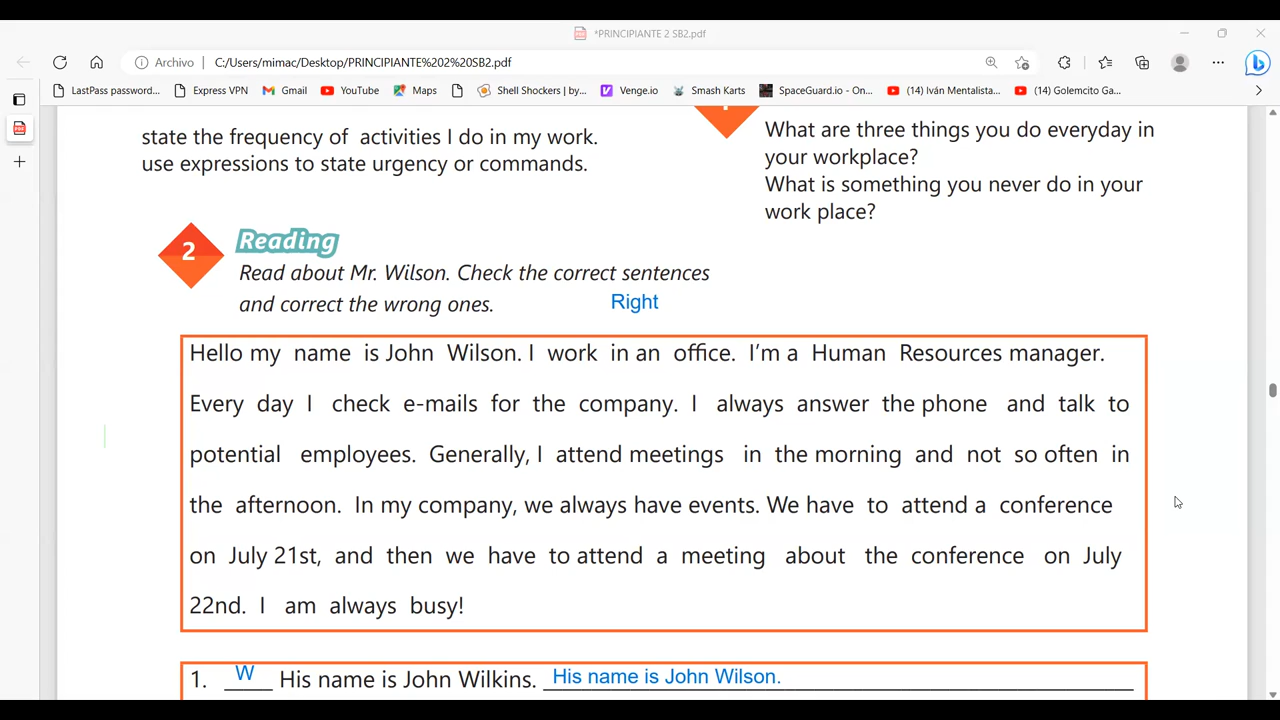 *PRINCIPIANTE 2 SB2.pdf
Archivo C:/Users/mimac/Desktop/PRINCIPIANTE%202%20SB2.pdf
LastPass password... Express VPN Gmail YouTube Maps Shell Shockers | by... Venge.io Smash Karts SpaceGuard.io - On... (14) Iván Mentalista... (14) Golemcito Ga...
state the frequency of activities I do in my work.
use expressions to state urgency or commands.
What are three things you do everyday in
your workplace?
What is something you never do in your
work place?
2 Reading
Read about Mr. Wilson. Check the correct sentences
and correct the wrong ones. Right
Hello my name is John Wilson. I work in an office. I'm a Human Resources manager.
Every day I check e-mails for the company. I always answer the phone and talk to
potential employees. Generally, I attend meetings in the morning and not so often in
the afternoon. In my company, we always have events. We have to attend a conference
on July 21st, and then we have to attend a meeting about the conference on July
22nd. I am always busy!
1. W His name is John Wilkins. His name is John Wilson.